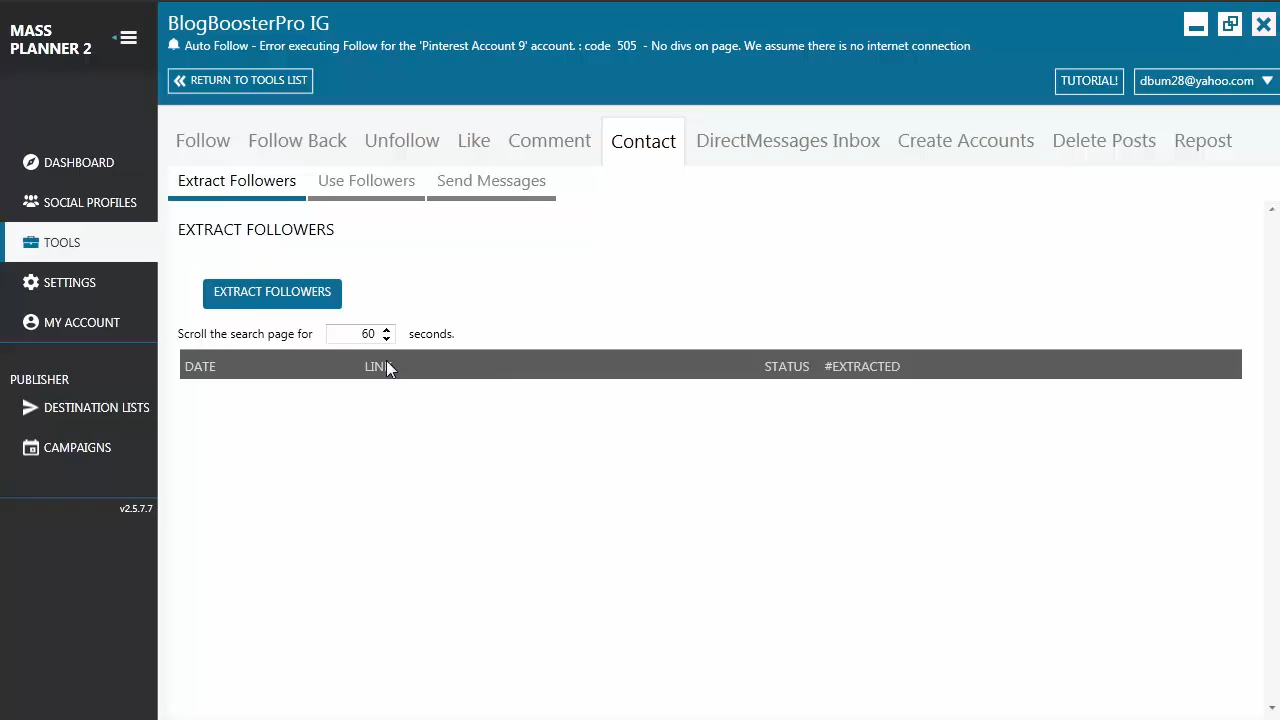 MASS
PLANNER 2
BlogBoosterPro IG
Auto Follow - Error executing Follow for the 'Pinterest Account 9' account. : code 505 - No divs on page. We assume there is no internet connection
RETURN TO TOOLS LIST
TUTORIAL!
dbum28@yahoo.com
Follow Follow Back Unfollow Like Comment Contact DirectMessages Inbox Create Accounts Delete Posts Repost
Extract Followers Use Followers Send Messages
DASHBOARD
SOCIAL PROFILES
TOOLS
SETTINGS
MY ACCOUNT
PUBLISHER
DESTINATION LISTS
CAMPAIGNS
v2.5.7.7
EXTRACT FOLLOWERS
EXTRACT FOLLOWERS
Scroll the search page for 60 seconds.
DATE LINK STATUS #EXTRACTED